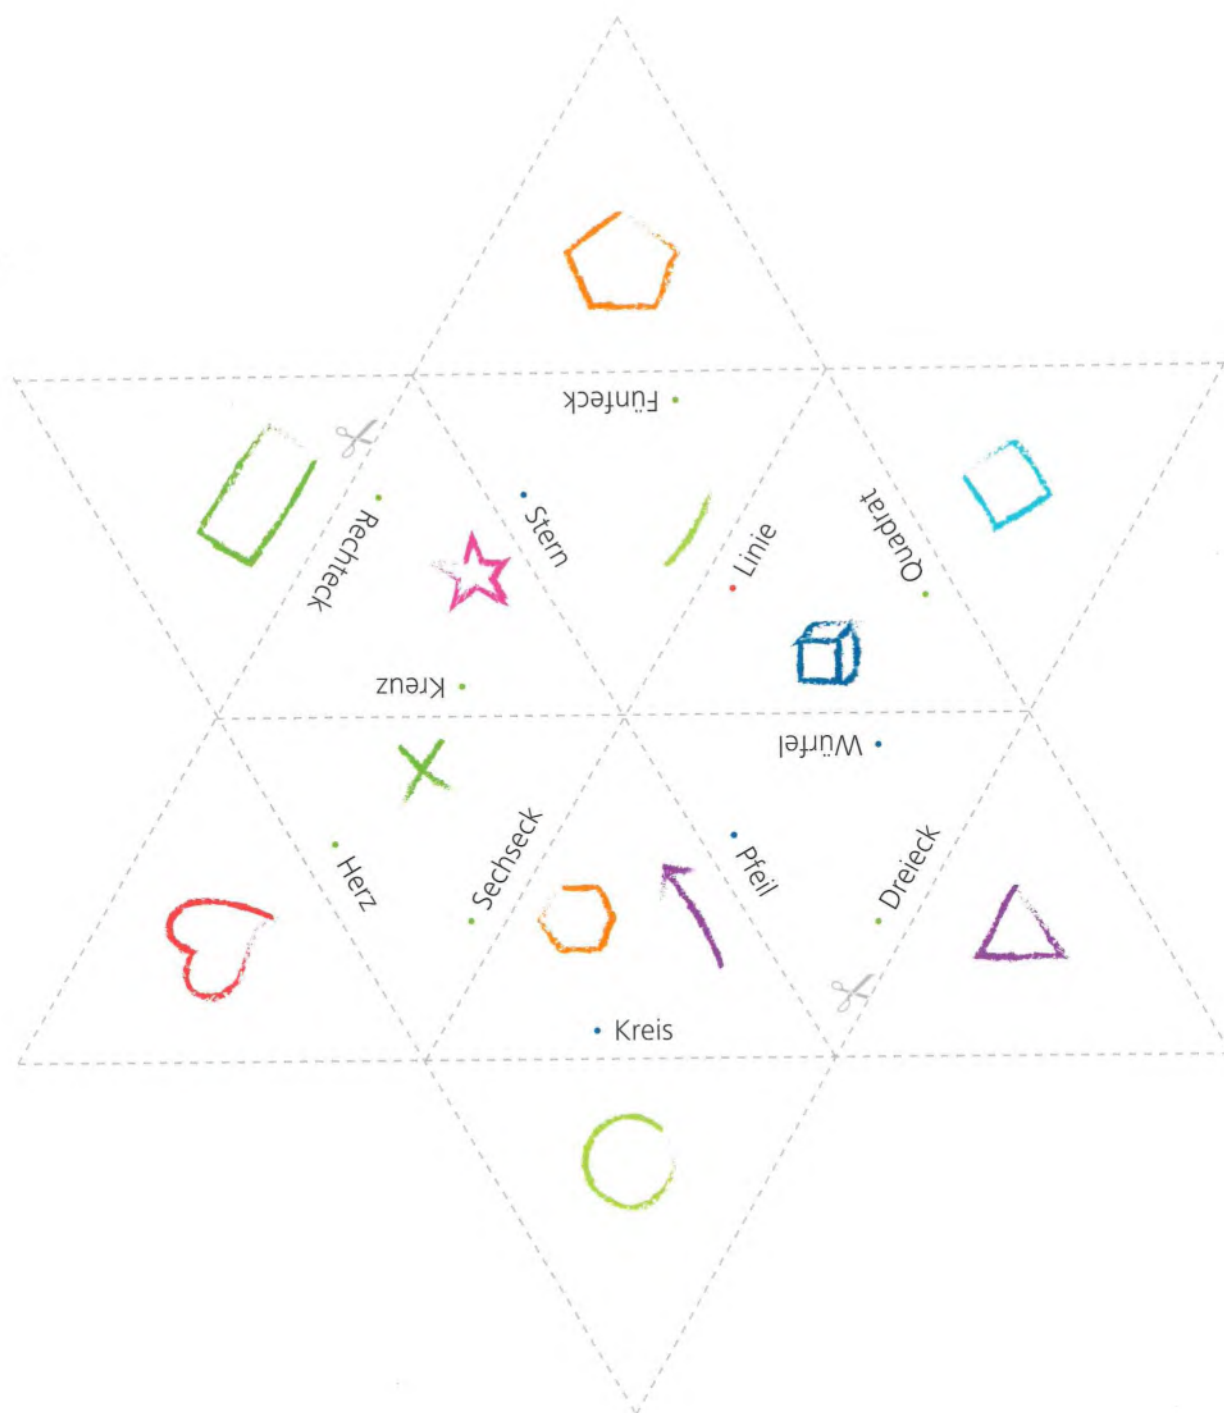 Fünfeck
Stern
Linie
Quadrat
Rechteck
Kreuz
Würfel
Herz
Sechseck
Pfeil
Dreieck
Kreis